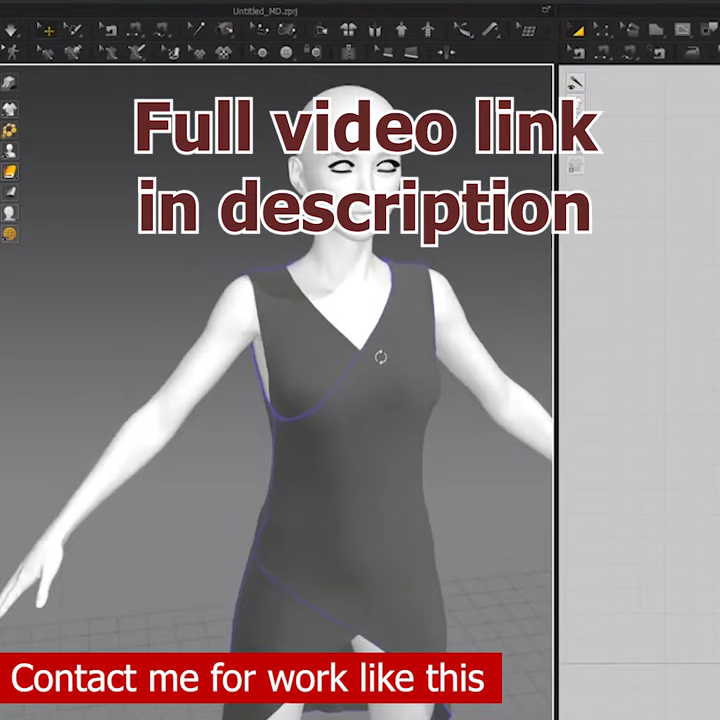 Untitled_MD.zprj
Full video link
in description
Contact me for work like this